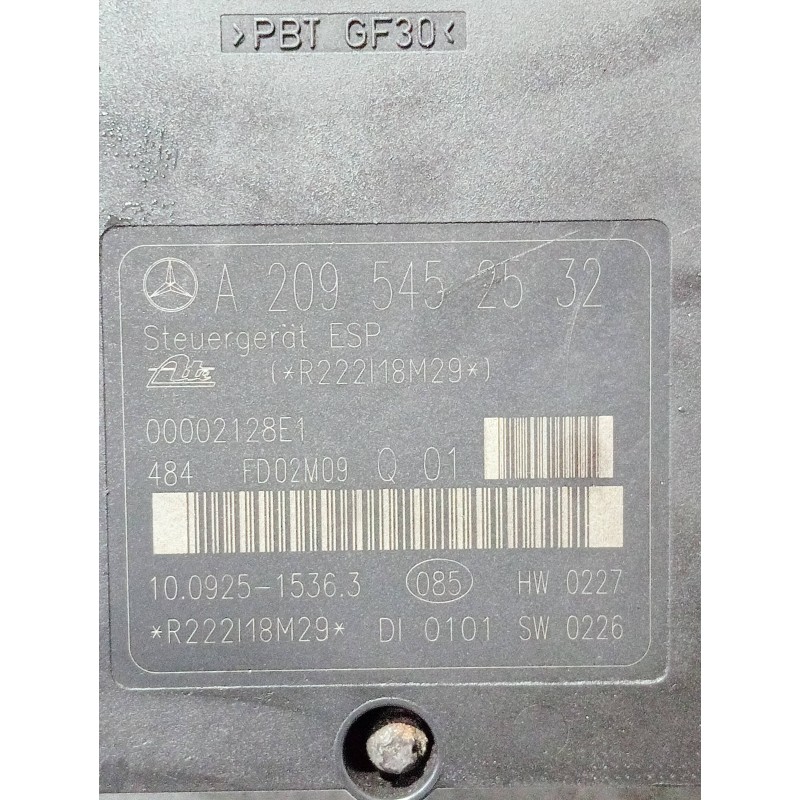 >PBT GF30<
A 209 545 25 32
Steuergerät ESP
Ate (*R222I18M29*)
00002128E1
484 FD02M09 Q 01
10.0925-1536.3 085 HW 0227
*R222I18M29* DI 0101 SW 0226